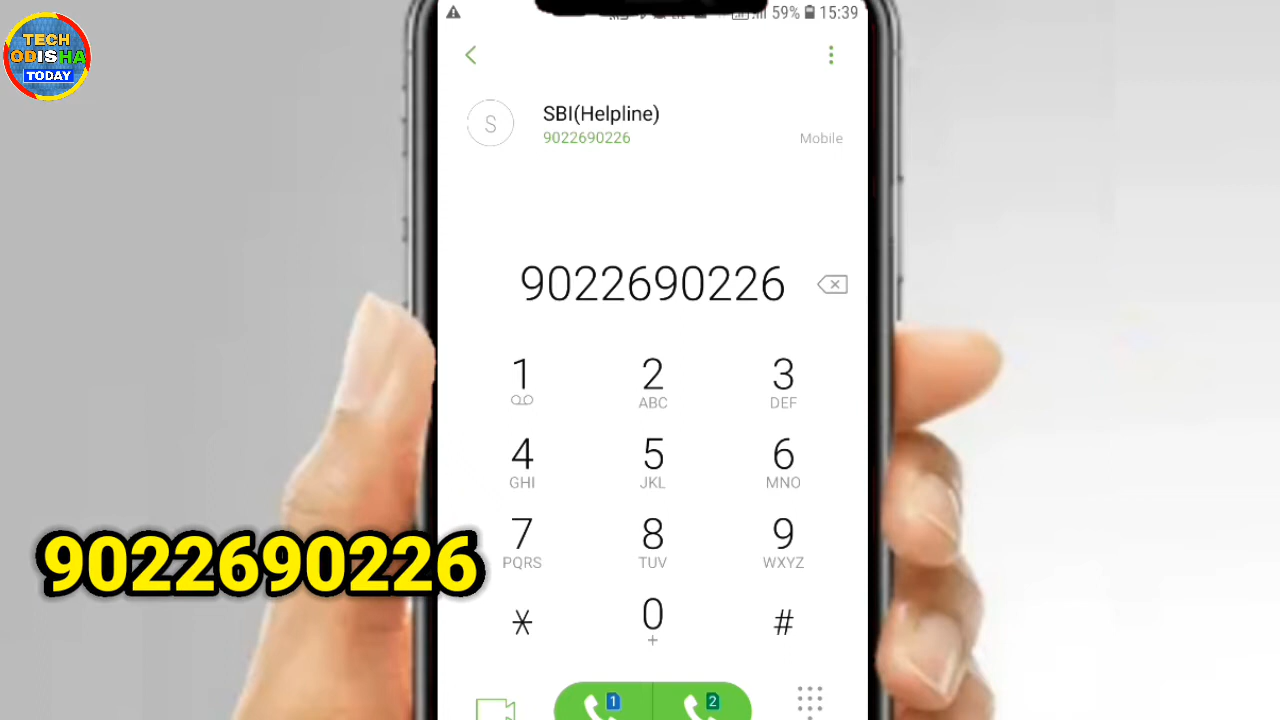 TECH
ODISHA
TODAY
59% 15:39
SBI(Helpline)
S
9022690226
Mobile
9022690226
1
2
ABC
3
DEF
4
GHI
5
JKL
6
MNO
7
PQRS
8
TUV
9
WXYZ
*
0
+
#
1
2
9022690226